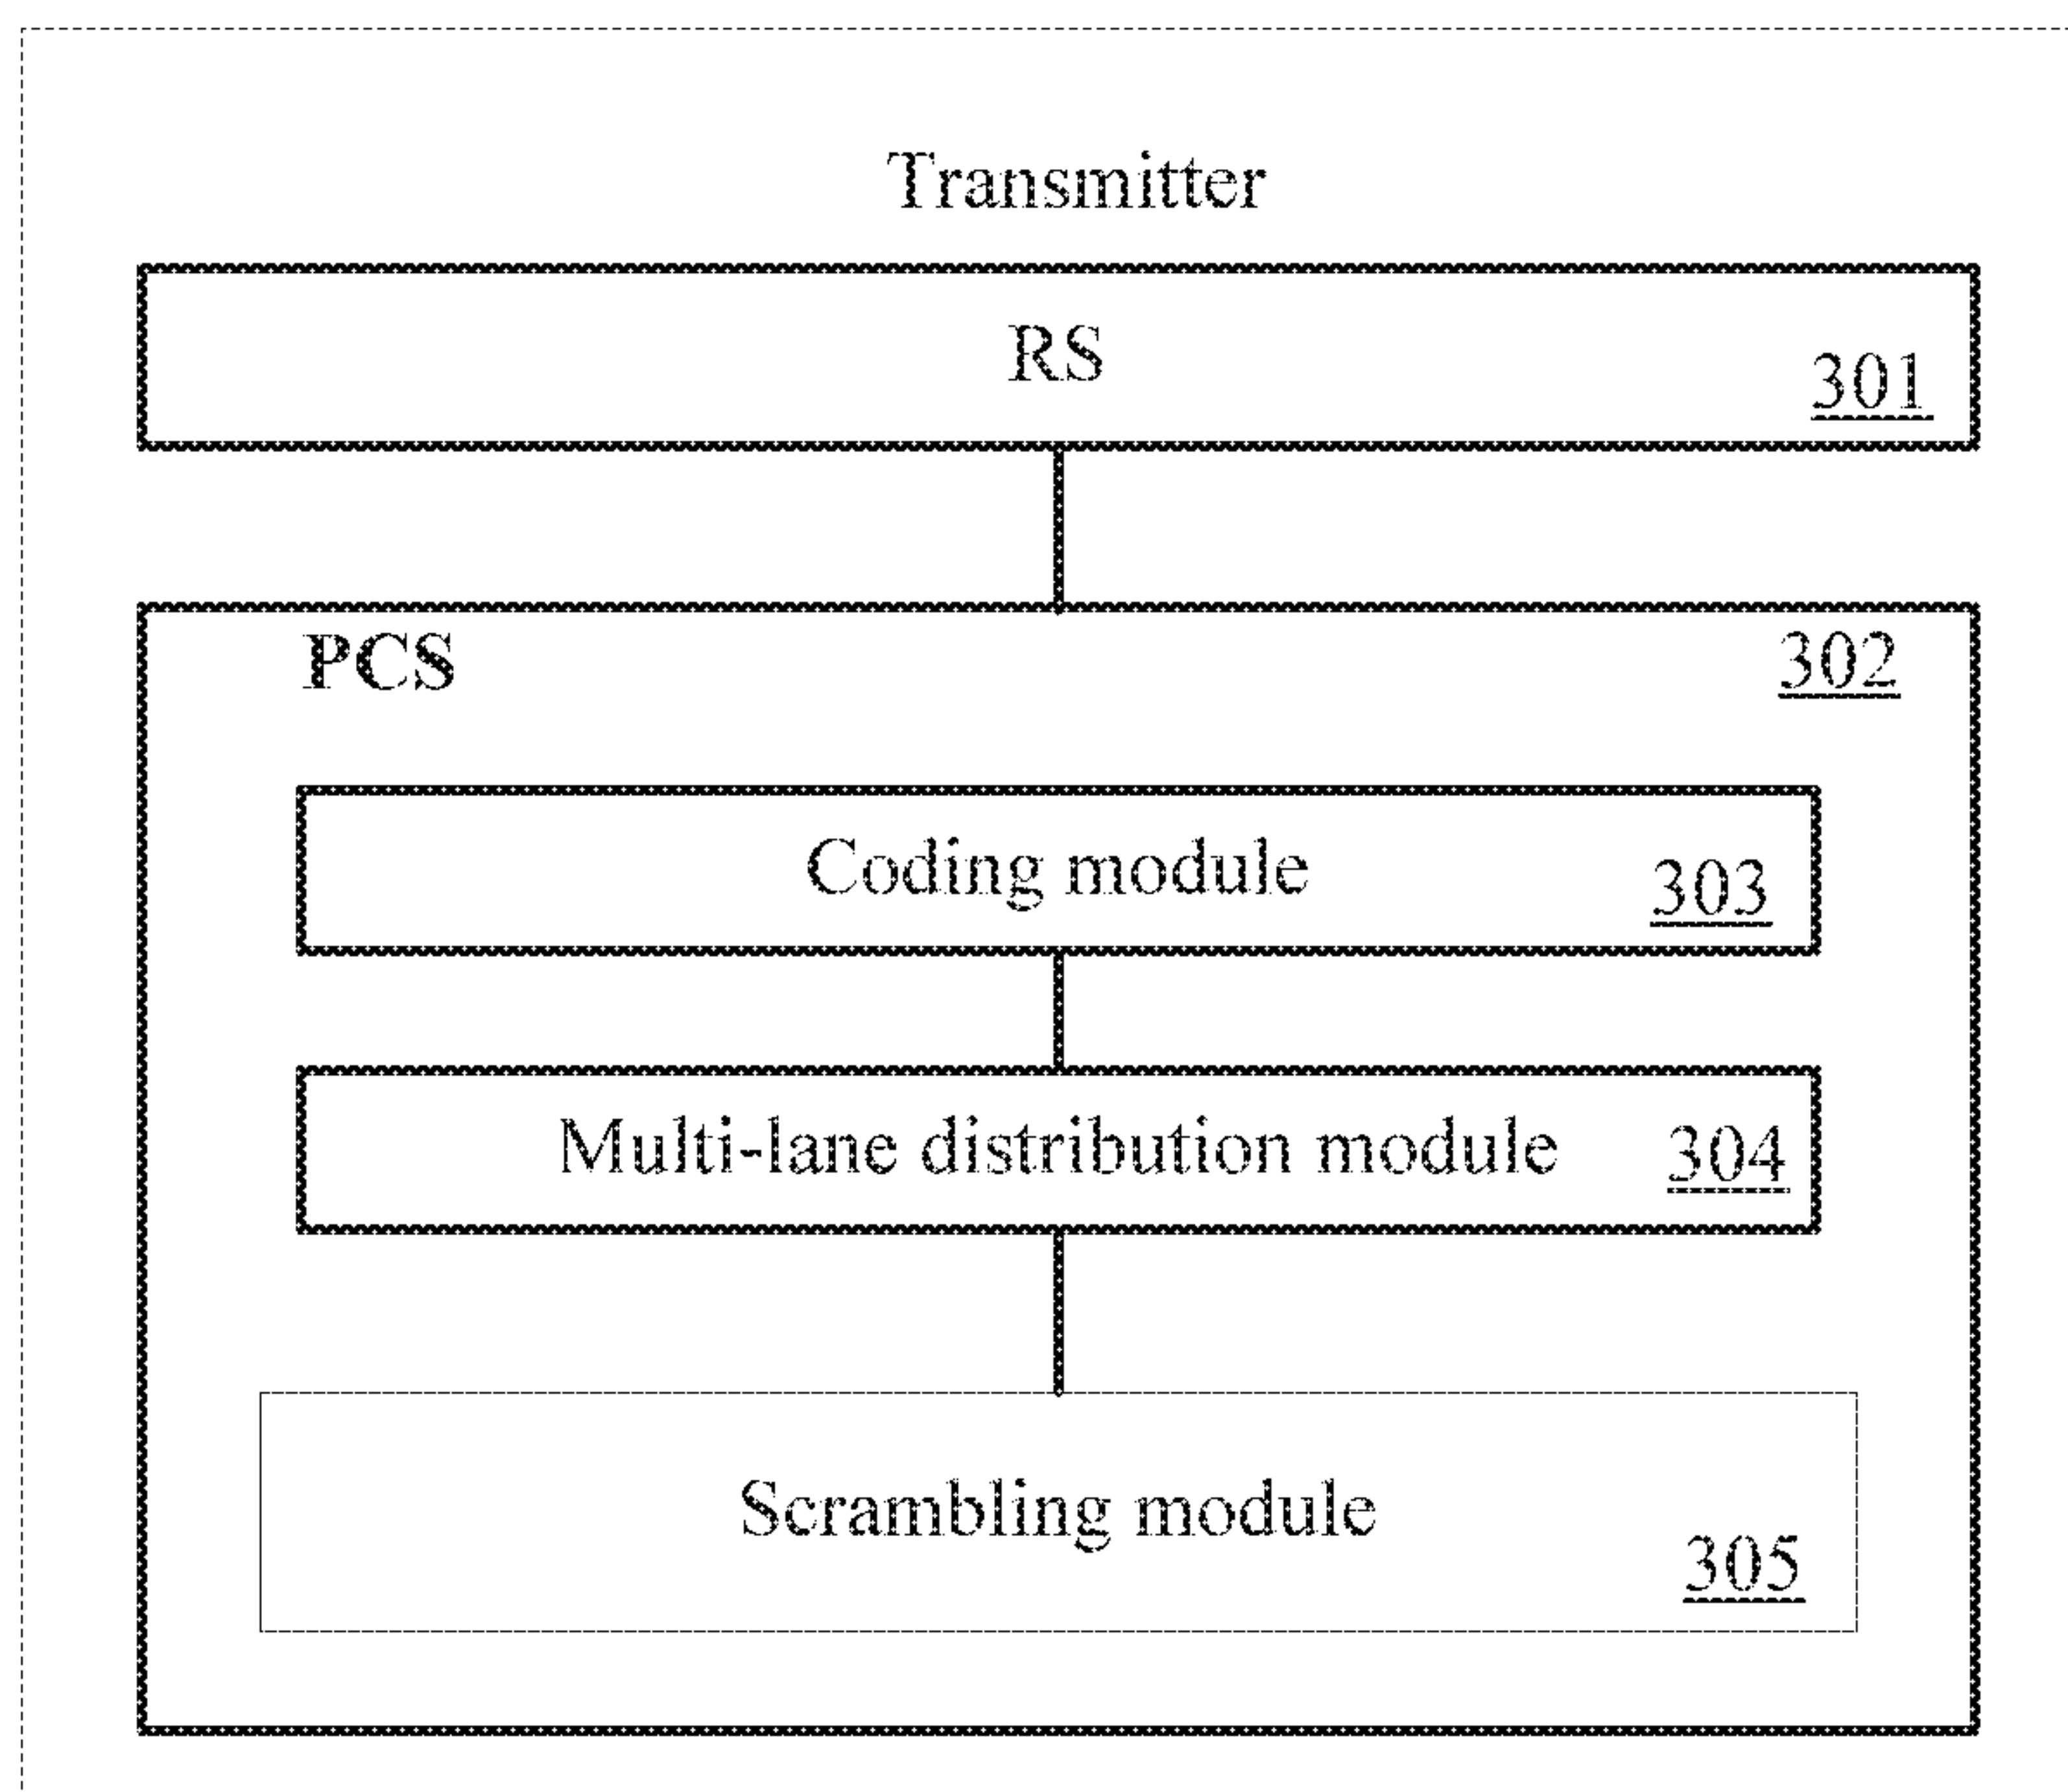 Transmitter
RS
301
PCS
302
Coding module
303
Multi-lane distribution module
304
Scrambling module
305